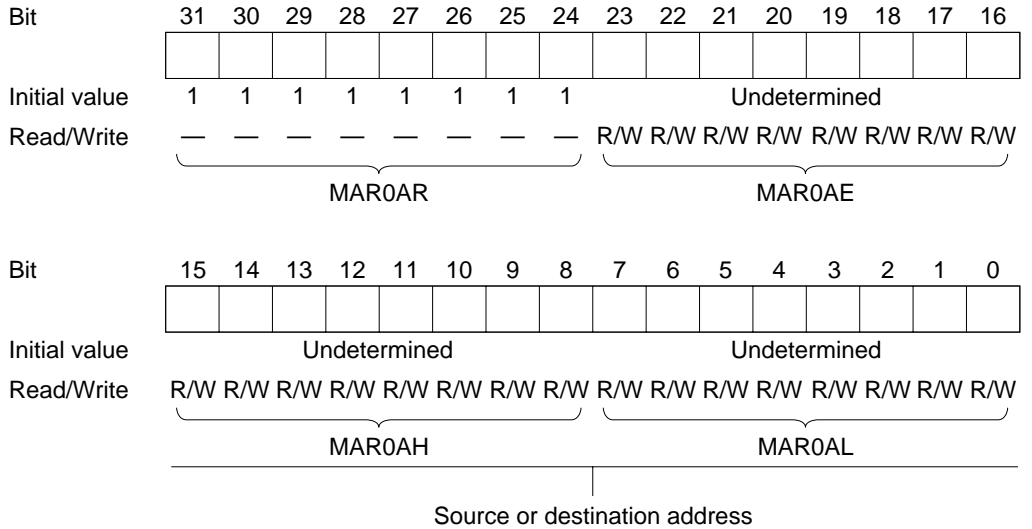 Bit 31 30 29 28 27 26 25 24 23 22 21 20 19 18 17 16
Initial value 1 1 1 1 1 1 1 1 Undetermined
Read/Write — — — — — — — — R/W R/W R/W R/W R/W R/W R/W R/W
MAR0AR MAR0AE
Bit 15 14 13 12 11 10 9 8 7 6 5 4 3 2 1 0
Initial value Undetermined Undetermined
Read/Write R/W R/W R/W R/W R/W R/W R/W R/W R/W R/W R/W R/W R/W R/W R/W R/W
MAR0AH MAR0AL
Source or destination address